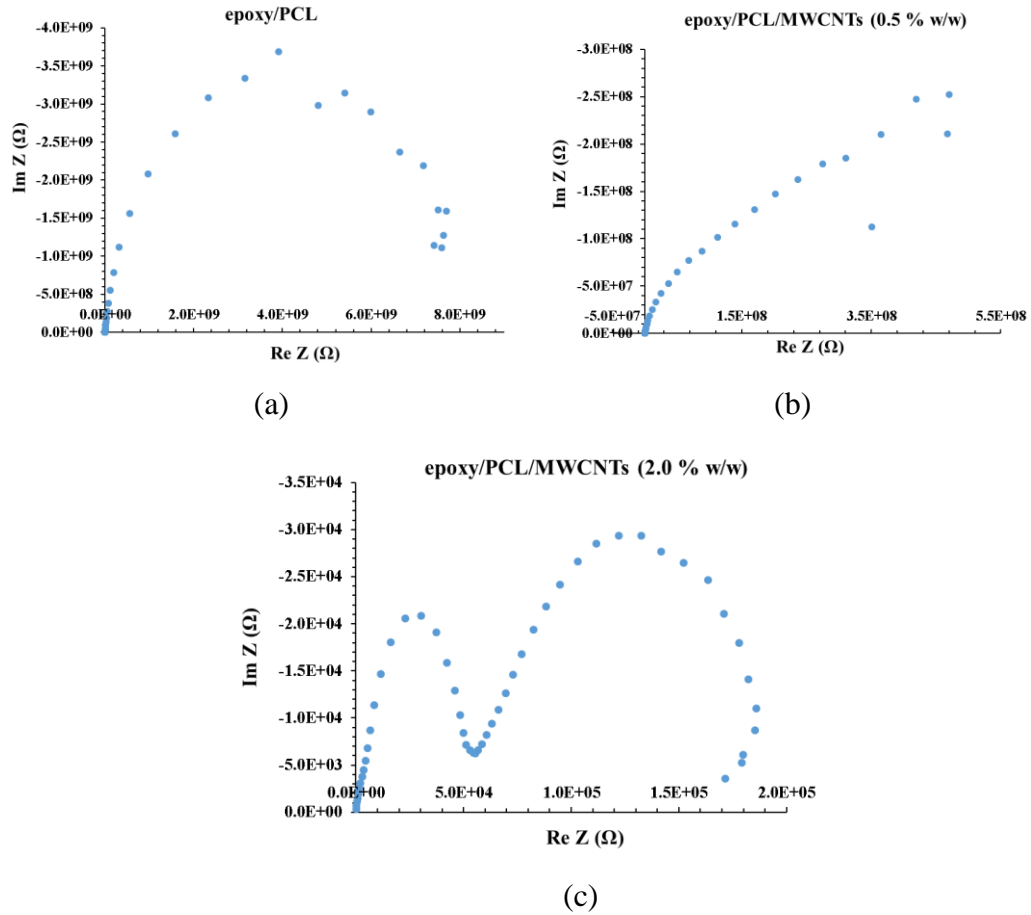 epoxy/PCL
-4.0E+09
-3.5E+09
-3.0E+09
-2.5E+09
-2.0E+09
-1.5E+09
-1.0E+09
-5.0E+08
0.0E+00
Im Z (Ω)
0.0E+00 2.0E+09 4.0E+09 6.0E+09 8.0E+09
Re Z (Ω)
(a)
epoxy/PCL/MWCNTs (0.5 % w/w)
-3.0E+08
-2.5E+08
-2.0E+08
-1.5E+08
-1.0E+08
-5.0E+07
0.0E+00
Im Z (Ω)
-5.0E+07 1.5E+08 3.5E+08 5.5E+08
Re Z (Ω)
(b)
epoxy/PCL/MWCNTs (2.0 % w/w)
-3.5E+04
-3.0E+04
-2.5E+04
-2.0E+04
-1.5E+04
-1.0E+04
-5.0E+03
0.0E+00
Im Z (Ω)
0.0E+00 5.0E+04 1.0E+05 1.5E+05 2.0E+05
Re Z (Ω)
(c)